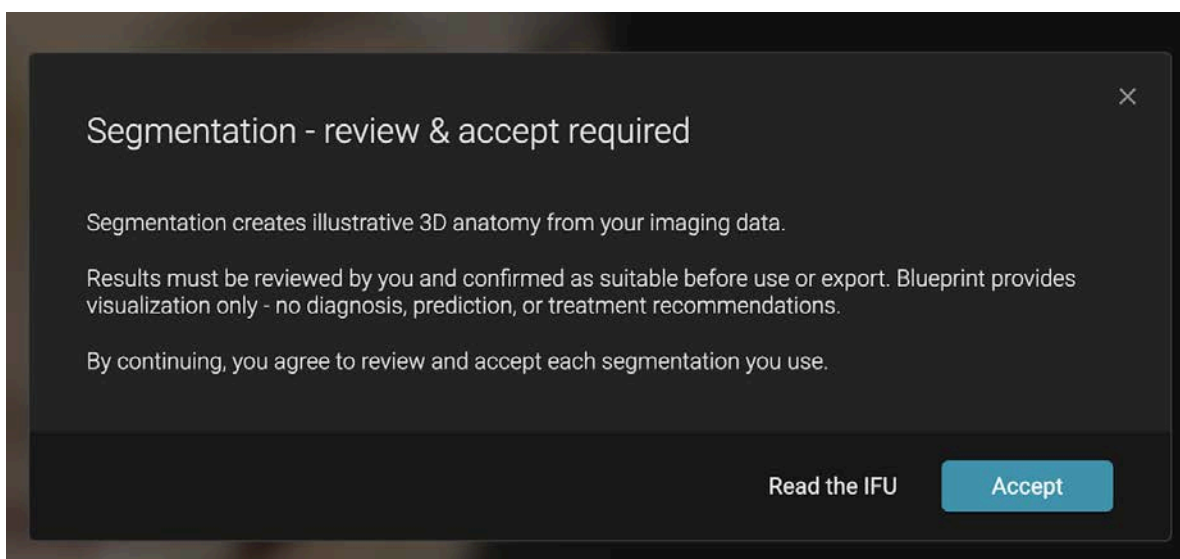 Segmentation - review & accept required
Segmentation creates illustrative 3D anatomy from your imaging data.
Results must be reviewed by you and confirmed as suitable before use or export. Blueprint provides
visualization only - no diagnosis, prediction, or treatment recommendations.
By continuing, you agree to review and accept each segmentation you use.
Read the IFU
Accept